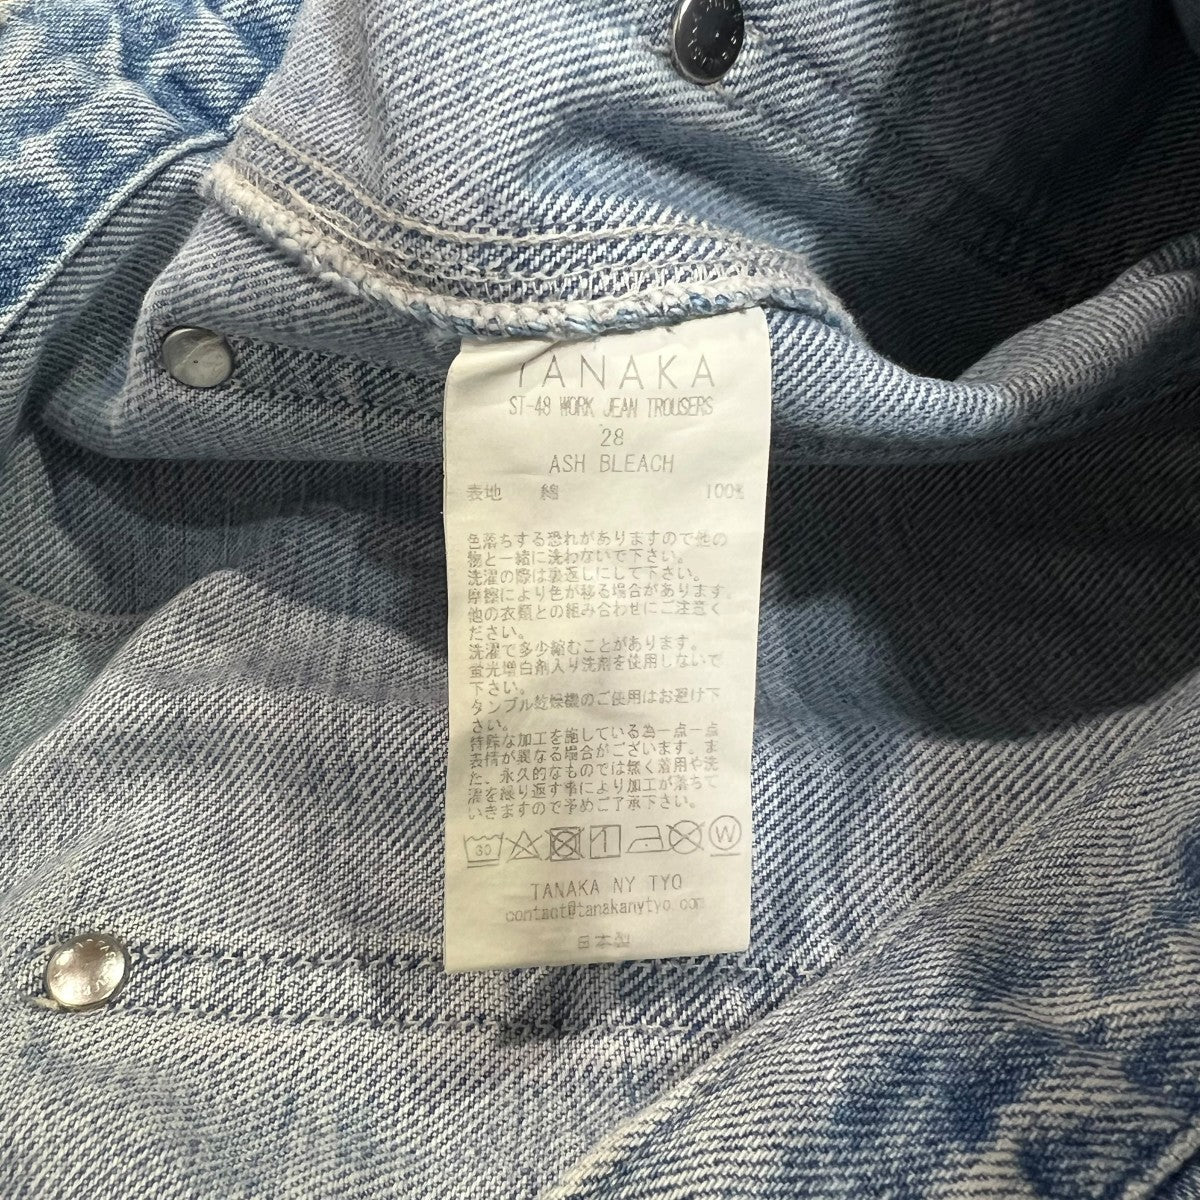 TANAKA
ST-48 WORK JEAN TROUSERS
28
ASH BLEACH
表地 綿 100%
色落ちする恐れがありますので他の
物と一緒に洗わないで下さい。
洗濯の際は裏返しにして下さい。
摩擦により色が移る場合があります。
他の衣類との組み合わせにご注意く
ださい。
洗濯で多少縮むことがあります。
蛍光増白剤入り洗剤を使用しないで
下さい。
タンブル乾燥機のご使用はお避け下
さい。
特殊な加工を施している為一点一点
表情が異なる場合がございます。ま
た、永久的なものでは無く着用や洗
濯を繰り返す事により加工が落ちて
いきますので予めご了承下さい。
30 W
TANAKA NY TYO
contact@tanakanytyo.com
日本製